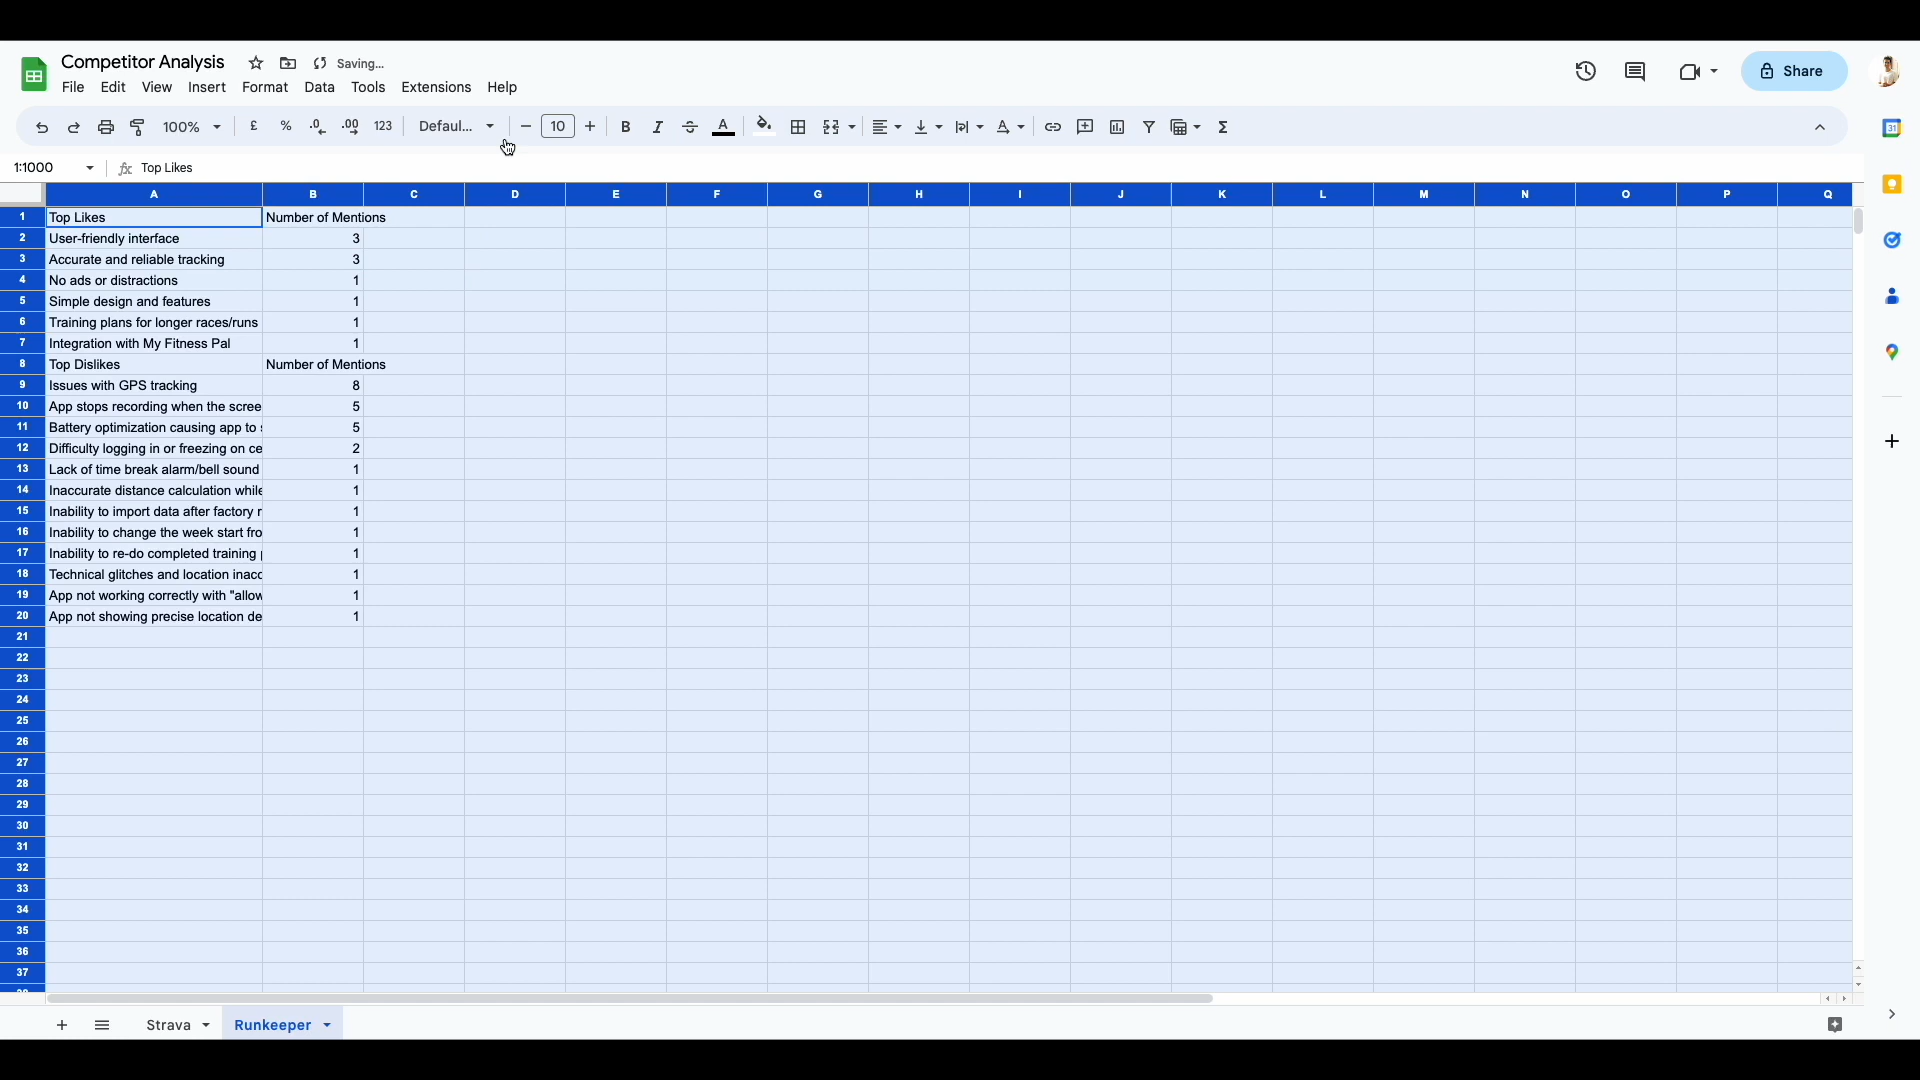 Competitor Analysis Saving...
File Edit View Insert Format Data Tools Extensions Help
Share
100% £ % .0 .00 123 Defaul... 10 B I S A Σ
1:1000 fx Top Likes
A B C D E F G H I J K L M N O P Q
1 Top Likes Number of Mentions
2 User-friendly interface 3
3 Accurate and reliable tracking 3
4 No ads or distractions 1
5 Simple design and features 1
6 Training plans for longer races/runs 1
7 Integration with My Fitness Pal 1
8 Top Dislikes Number of Mentions
9 Issues with GPS tracking 8
10 App stops recording when the scree 5
11 Battery optimization causing app to 5
12 Difficulty logging in or freezing on ce 2
13 Lack of time break alarm/bell sound 1
14 Inaccurate distance calculation while 1
15 Inability to import data after factory r 1
16 Inability to change the week start fro 1
17 Inability to re-do completed training 1
18 Technical glitches and location inacc 1
19 App not working correctly with "allow 1
20 App not showing precise location de 1
21
22
23
24
25
26
27
28
29
30
31
32
33
34
35
36
37
Strava Runkeeper